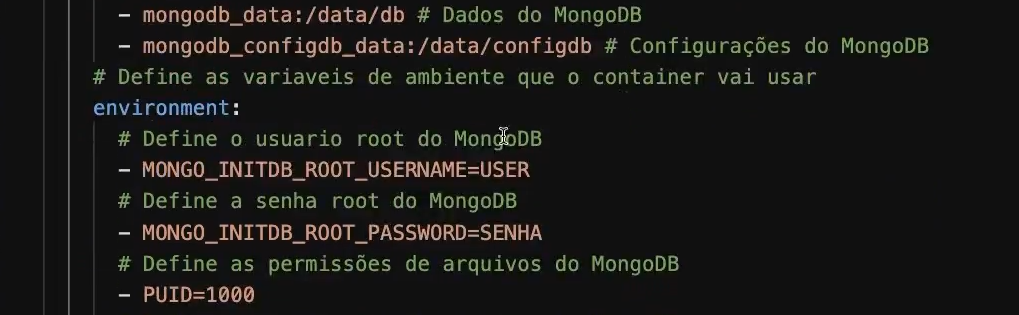 - mongodb_data:/data/db # Dados do MongoDB
- mongodb_configdb_data:/data/configdb # Configurações do MongoDB
# Define as variaveis de ambiente que o container vai usar
environment:
# Define o usuario root do MongoDB
- MONGO_INITDB_ROOT_USERNAME=USER
# Define a senha root do MongoDB
- MONGO_INITDB_ROOT_PASSWORD=SENHA
# Define as permissões de arquivos do MongoDB
- PUID=1000